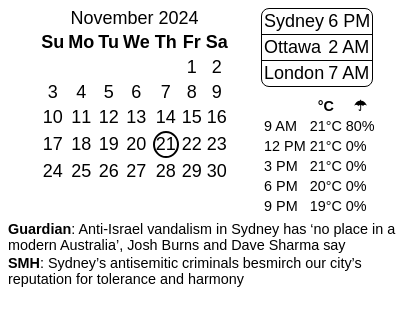 November 2024
Su Mo Tu We Th Fr Sa
1 2
3 4 5 6 7 8 9
10 11 12 13 14 15 16
17 18 19 20 21 22 23
24 25 26 27 28 29 30
Sydney 6 PM
Ottawa 2 AM
London 7 AM
°C ☂
9 AM 21°C 80%
12 PM 21°C 0%
3 PM 21°C 0%
6 PM 20°C 0%
9 PM 19°C 0%
Guardian: Anti-Israel vandalism in Sydney has ‘no place in a
modern Australia’, Josh Burns and Dave Sharma say
SMH: Sydney’s antisemitic criminals besmirch our city’s
reputation for tolerance and harmony